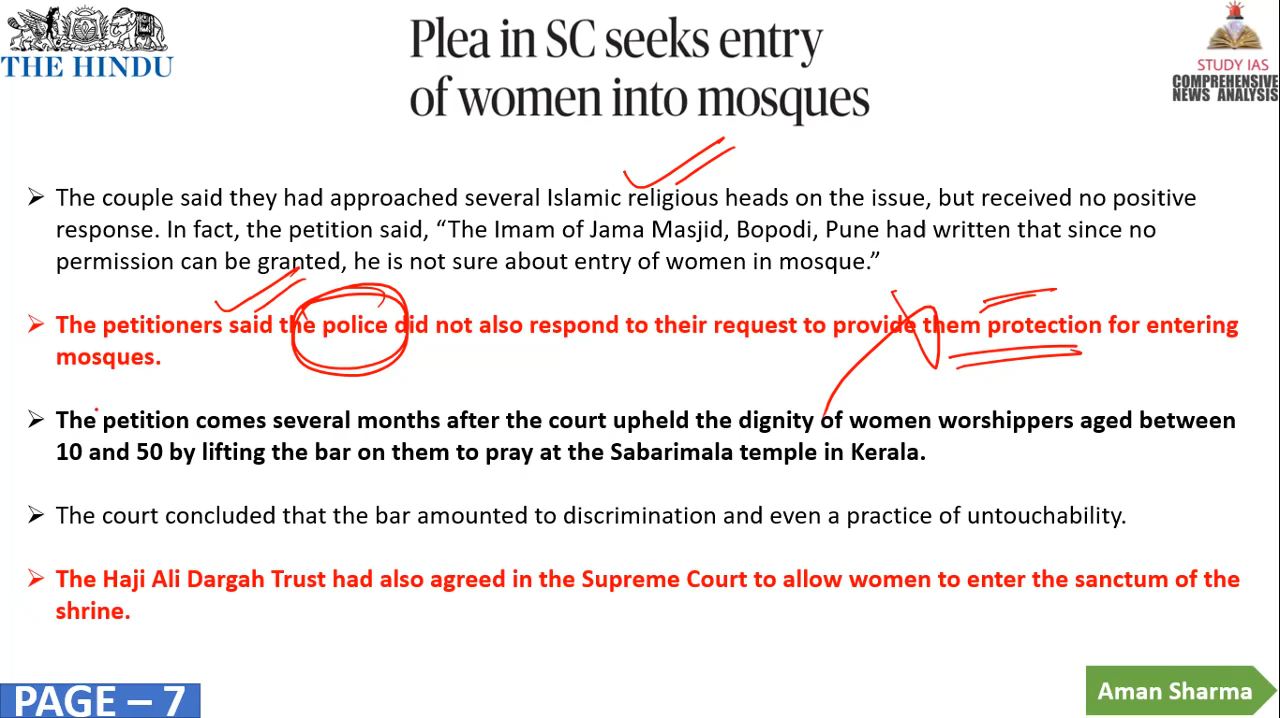 THE HINDU
Plea in SC seeks entry
of women into mosques
STUDY IAS
COMPREHENSIVE
NEWS ANALYSIS
➢ The couple said they had approached several Islamic religious heads on the issue, but received no positive
response. In fact, the petition said, “The Imam of Jama Masjid, Bopodi, Pune had written that since no
permission can be granted, he is not sure about entry of women in mosque.”
➢ The petitioners said the police did not also respond to their request to provide them protection for entering
mosques.
➢ The petition comes several months after the court upheld the dignity of women worshippers aged between
10 and 50 by lifting the bar on them to pray at the Sabarimala temple in Kerala.
➢ The court concluded that the bar amounted to discrimination and even a practice of untouchability.
➢ The Haji Ali Dargah Trust had also agreed in the Supreme Court to allow women to enter the sanctum of the
shrine.
PAGE – 7
Aman Sharma